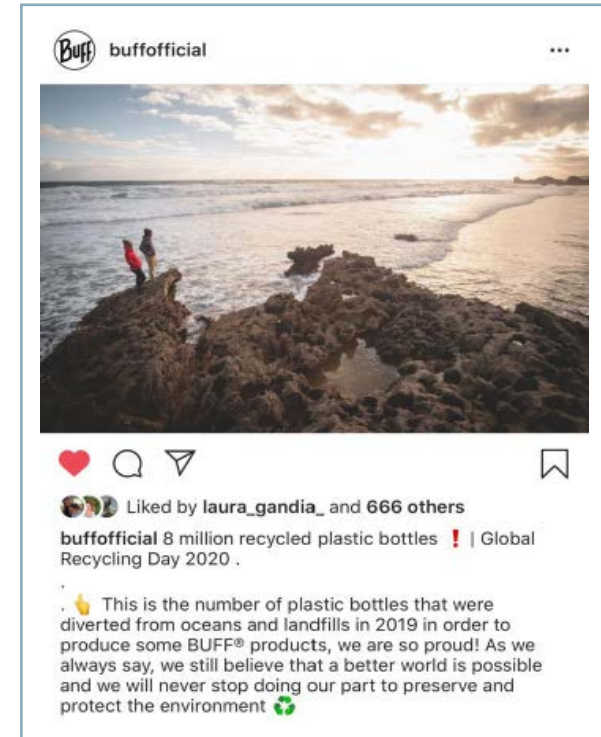 BUFF
buffofficial
Liked by laura_gandia_ and 666 others
buffofficial 8 million recycled plastic bottles ❗ | Global
Recycling Day 2020 .
.
. 👆 This is the number of plastic bottles that were
diverted from oceans and landfills in 2019 in order to
produce some BUFF® products, we are so proud! As we
always say, we still believe that a better world is possible
and we will never stop doing our part to preserve and
protect the environment ♻️